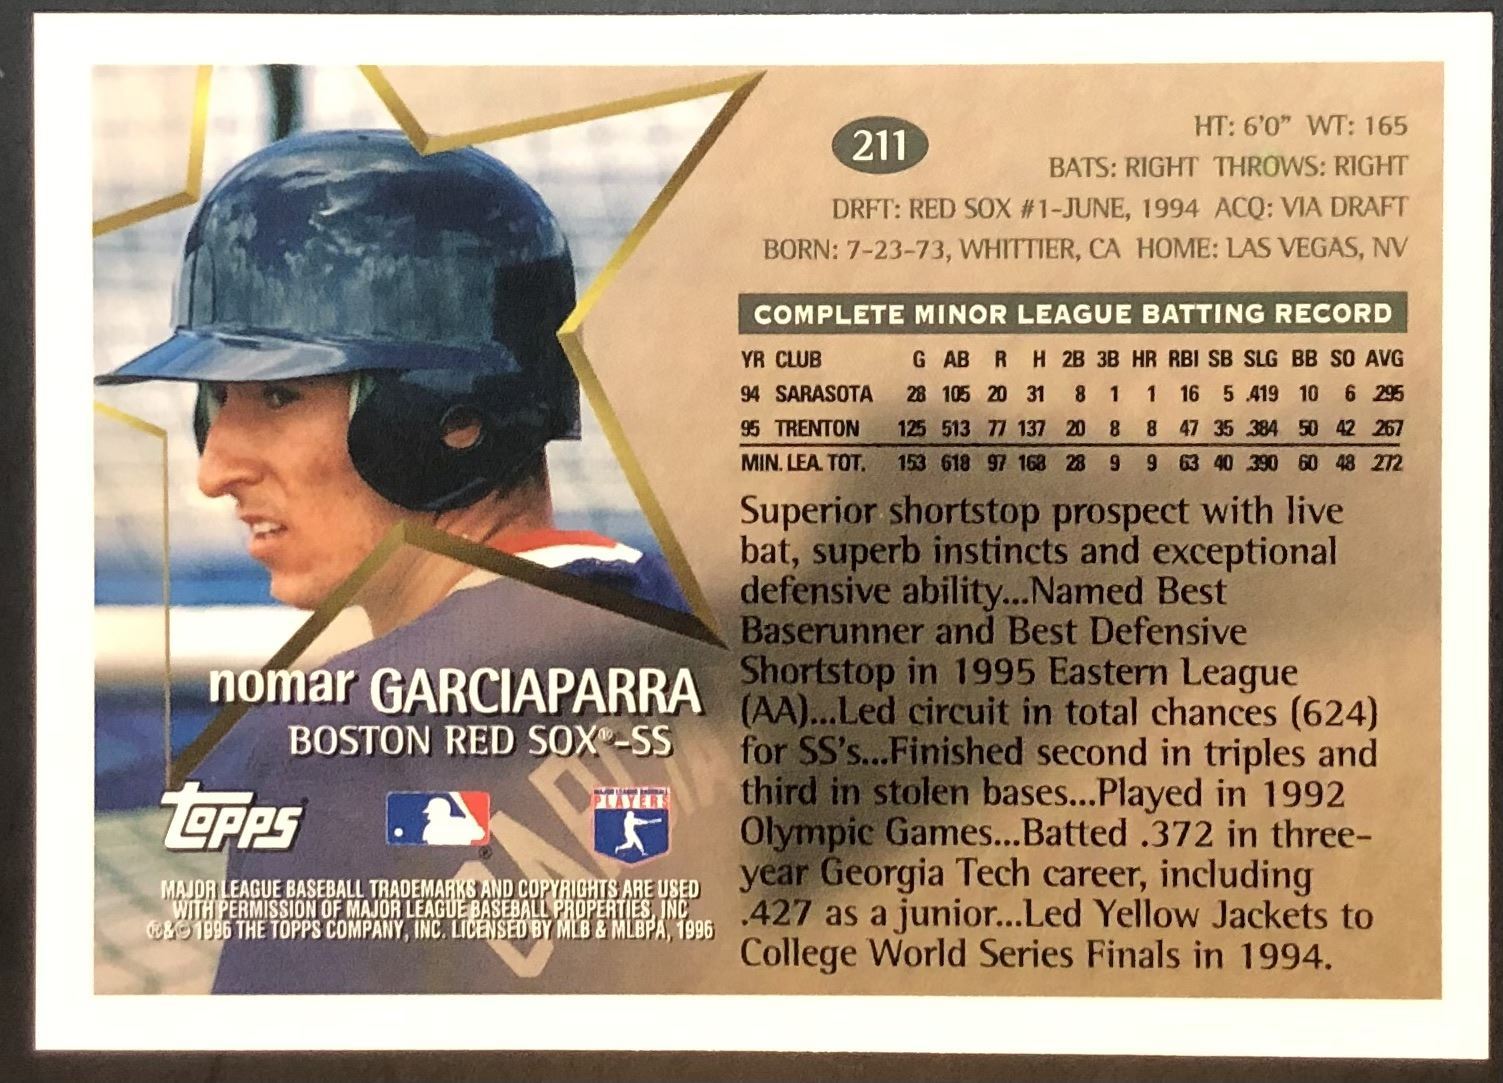 211
HT: 6'0" WT: 165
BATS: RIGHT THROWS: RIGHT
DRFT: RED SOX #1-JUNE, 1994 ACQ: VIA DRAFT
BORN: 7-23-73, WHITTIER, CA HOME: LAS VEGAS, NV
COMPLETE MINOR LEAGUE BATTING RECORD
YR CLUB G AB R H 2B 3B HR RBI SB SLG BB SO AVG
94 SARASOTA 28 105 20 31 8 1 1 16 5 .419 10 6 .295
95 TRENTON 125 513 77 137 20 8 8 47 35 .384 50 42 .267
MIN. LEA. TOT. 153 618 97 168 28 9 9 63 40 .390 60 48 .272
Superior shortstop prospect with live
bat, superb instincts and exceptional
defensive ability...Named Best
Baserunner and Best Defensive
Shortstop in 1995 Eastern League
(AA)...Led circuit in total chances (624)
for SS's...Finished second in triples and
third in stolen bases...Played in 1992
Olympic Games...Batted .372 in three-
year Georgia Tech career, including
.427 as a junior...Led Yellow Jackets to
College World Series Finals in 1994.
nomar GARCIAPARRA
BOSTON RED SOX®-SS
TOPPS
MAJOR LEAGUE BASEBALL
PLAYERS
®
MAJOR LEAGUE BASEBALL TRADEMARKS AND COPYRIGHTS ARE USED
WITH PERMISSION OF MAJOR LEAGUE BASEBALL PROPERTIES, INC
®&© 1996 THE TOPPS COMPANY, INC. LICENSED BY MLB & MLBPA, 1996